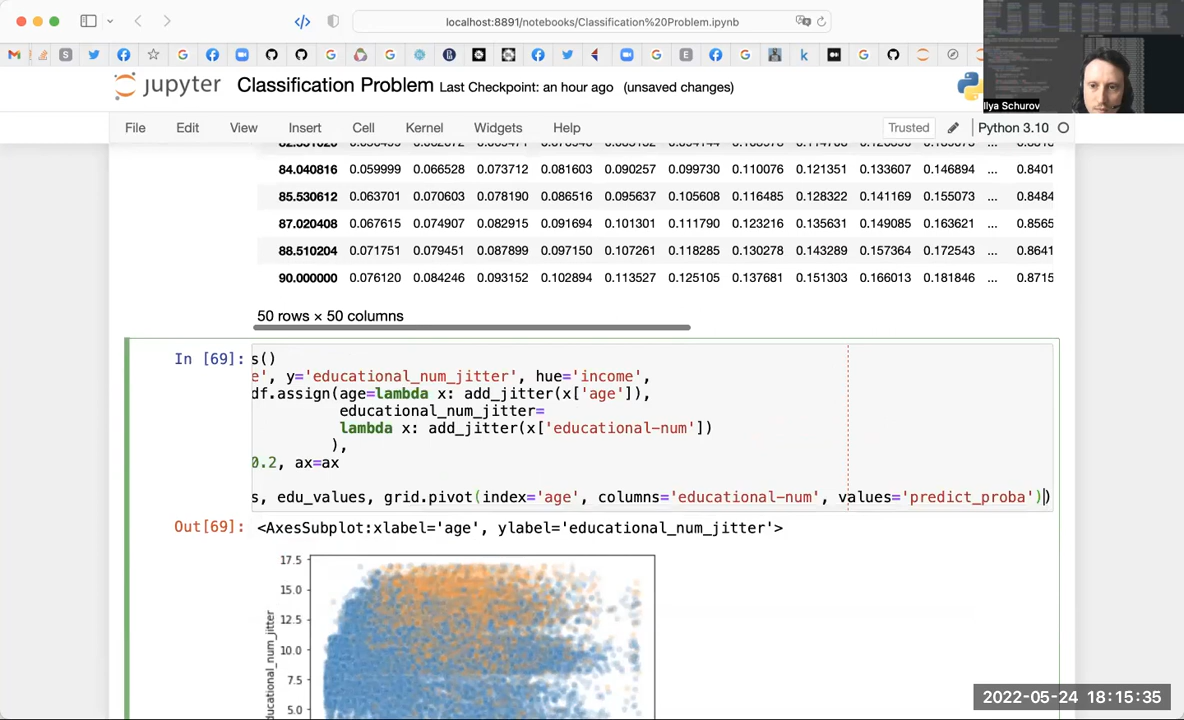 localhost:8891/notebooks/Classification%20Problem.ipynb
jupyter Classification Problem Last Checkpoint: an hour ago (unsaved changes)
Ilya Schurov
File Edit View Insert Cell Kernel Widgets Help Trusted Python 3.10
84.040816 0.059999 0.066528 0.073712 0.081603 0.090257 0.099730 0.110076 0.121351 0.133607 0.146894 ... 0.8401
85.530612 0.063701 0.070603 0.078190 0.086516 0.095637 0.105608 0.116485 0.128322 0.141169 0.155073 ... 0.8484
87.020408 0.067615 0.074907 0.082915 0.091694 0.101301 0.111790 0.123216 0.135631 0.149085 0.163621 ... 0.8565
88.510204 0.071751 0.079451 0.087899 0.097150 0.107261 0.118285 0.130278 0.143289 0.157364 0.172543 ... 0.8641
90.000000 0.076120 0.084246 0.093152 0.102894 0.113527 0.125105 0.137681 0.151303 0.166013 0.181846 ... 0.8715
50 rows × 50 columns
In [69]: s()
e', y='educational_num_jitter', hue='income',
df.assign(age=lambda x: add_jitter(x['age']),
educational_num_jitter=
lambda x: add_jitter(x['educational-num'])
),
0.2, ax=ax
s, edu_values, grid.pivot(index='age', columns='educational-num', values='predict_proba'))
Out[69]: <AxesSubplot:xlabel='age', ylabel='educational_num_jitter'>
17.5
15.0
12.5
10.0
7.5
5.0
ducational_num_jitter
2022-05-24 18:15:35